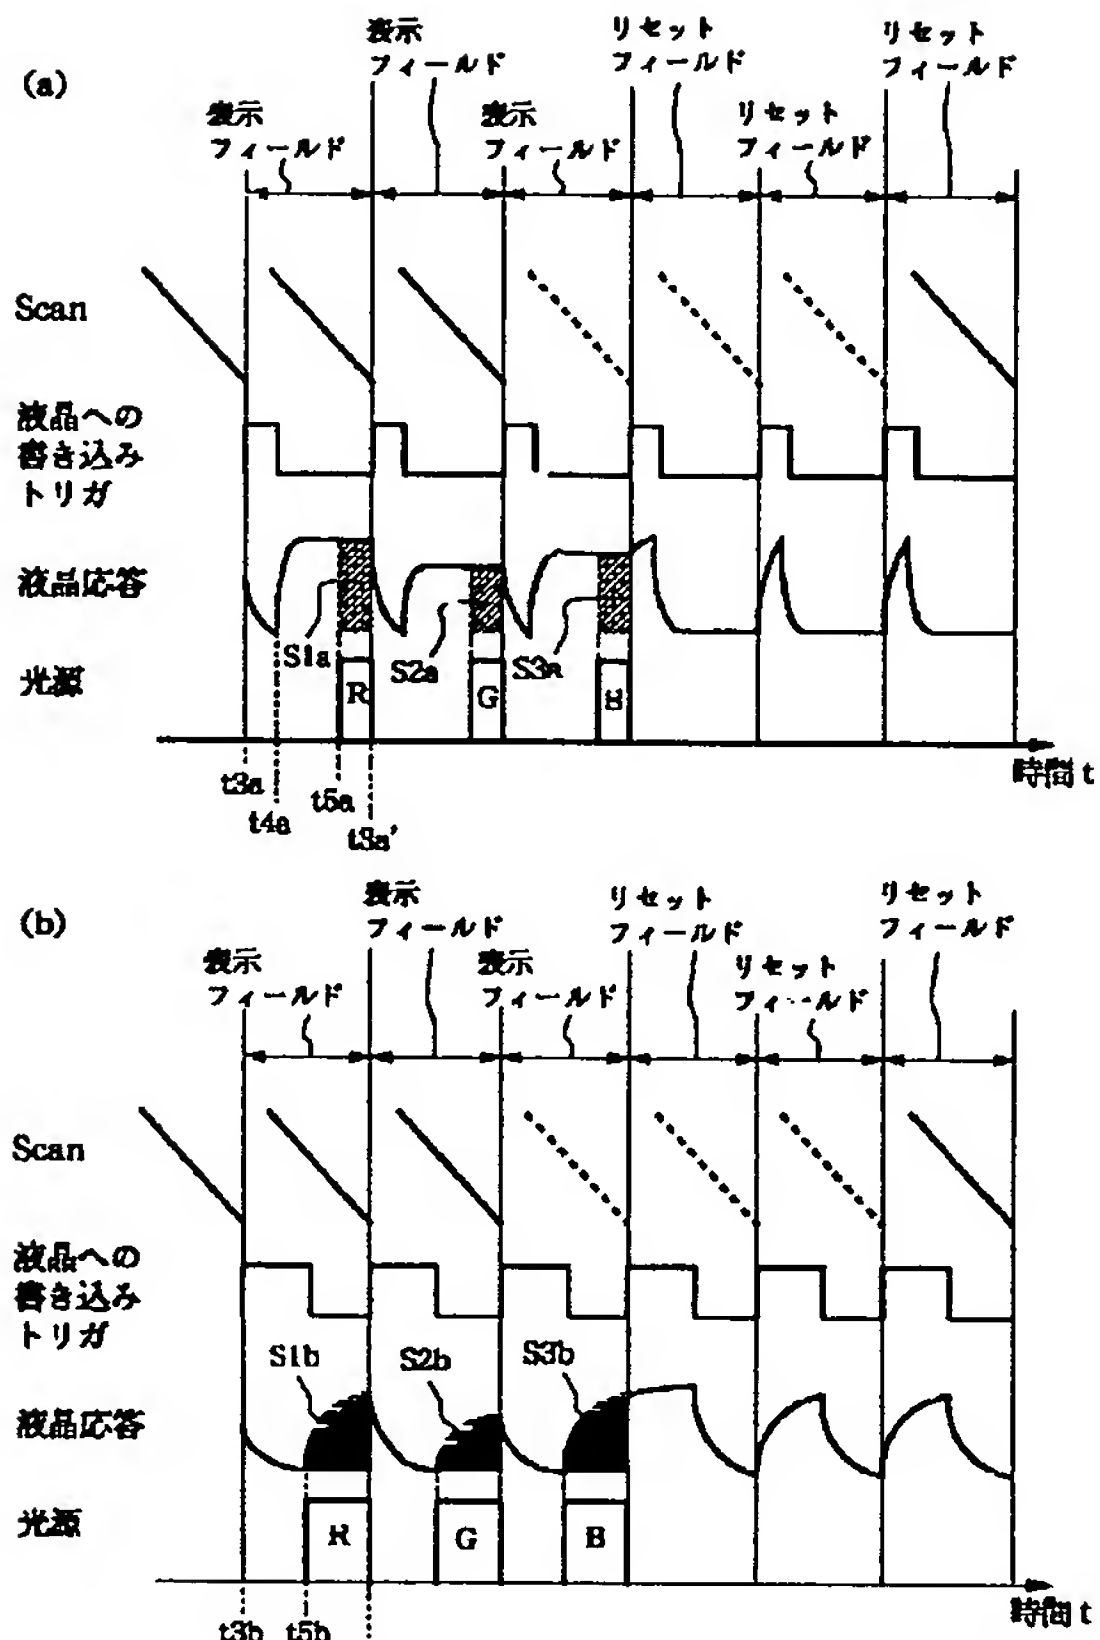 (a)
表示
フィールド
リセット
フィールド
リセット
フィールド
表示
フィールド
表示
フィールド
リセット
フィールド
Scan
液晶への
書き込み
トリガ
液晶応答
S1a
S2a
S3a
光源
R
G
B
時間 t
t3a
t4a
t5a
t3a'
(b)
表示
フィールド
リセット
フィールド
リセット
フィールド
表示
フィールド
表示
フィールド
リセット
フィールド
Scan
液晶への
書き込み
トリガ
S1b
S2b
S3b
液晶応答
光源
R
G
B
時間 t
t3b
t5b